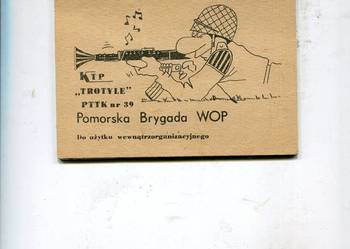 KTP
„TROTYLE"
PTTK nr 39
Pomorska Brygada WOP
Do użytku wewnątrzorganizacyjnego